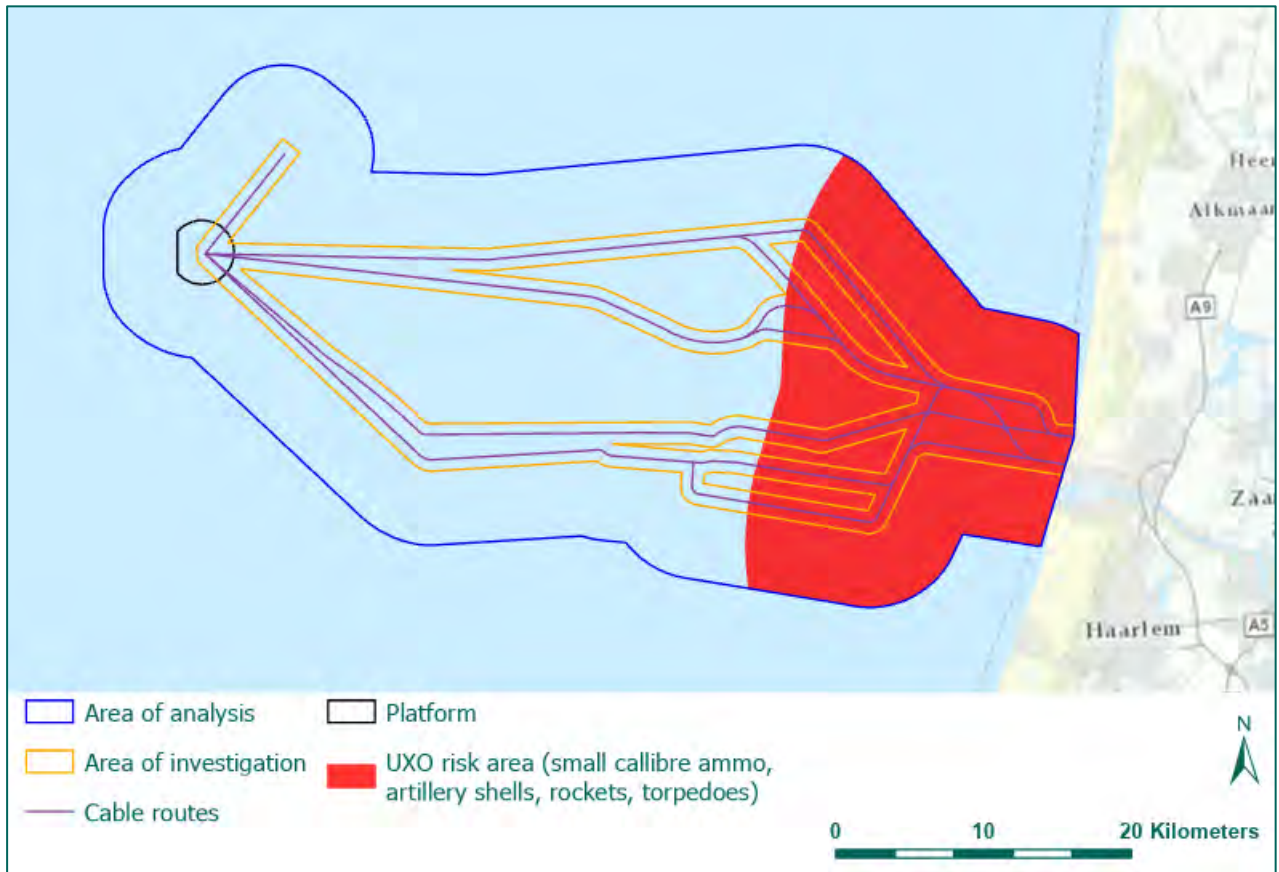 Heer
Alkmaar
A9
Zaa
Haarlem
A5
Area of analysis
Platform
Area of investigation
UXO risk area (small callibre ammo,
artillery shells, rockets, torpedoes)
Cable routes
N
0 10 20 Kilometers